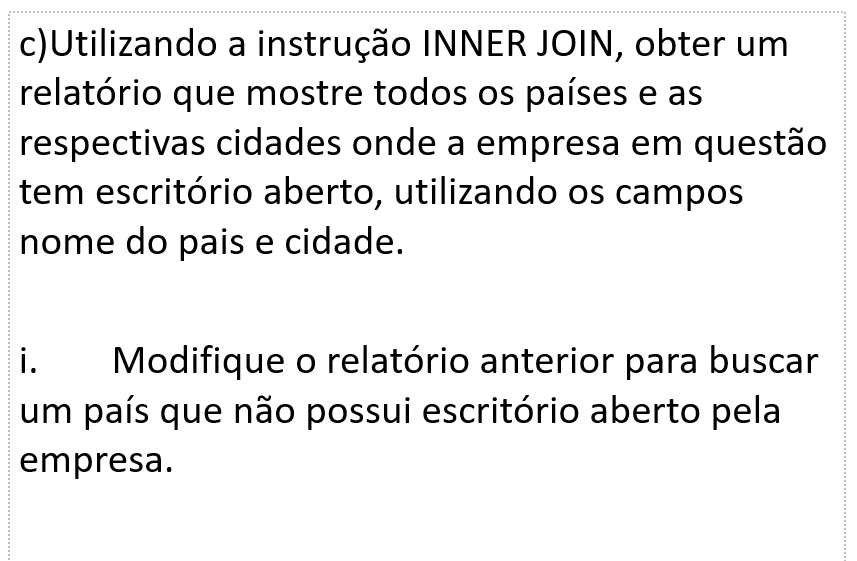 c)Utilizando a instrução INNER JOIN, obter um
relatório que mostre todos os países e as
respectivas cidades onde a empresa em questão
tem escritório aberto, utilizando os campos
nome do pais e cidade.
i. Modifique o relatório anterior para buscar
um país que não possui escritório aberto pela
empresa.